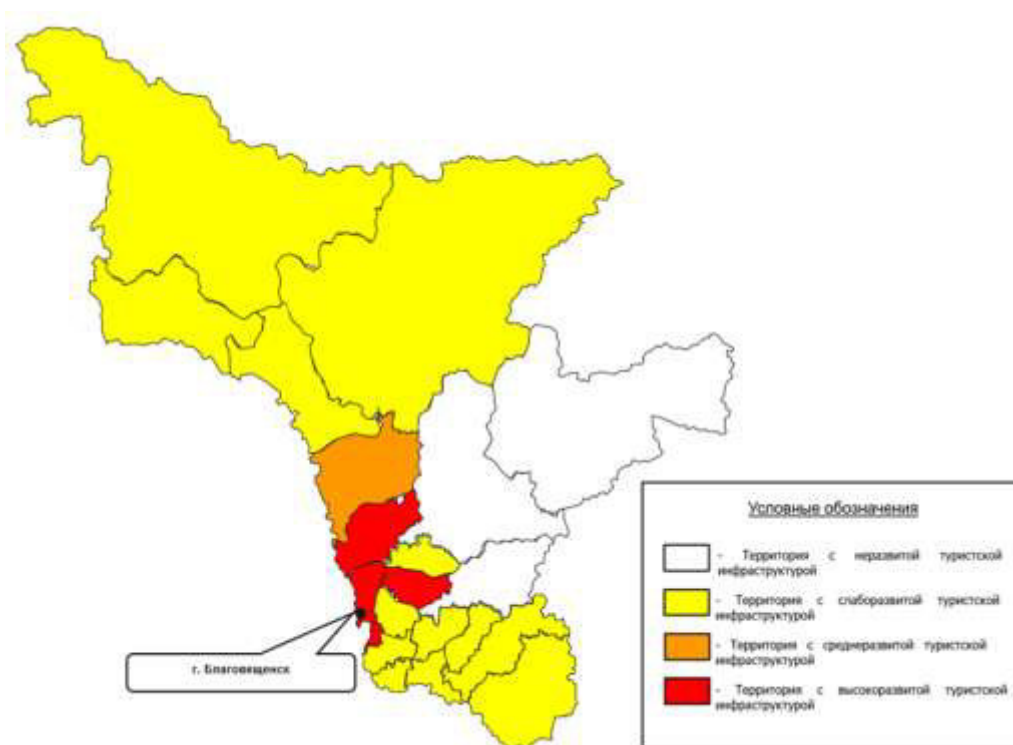 г. Благовещенск
Условные обозначения
- Территория с неразвитой туристской
инфраструктурой
- Территория с слаборазвитой туристской
инфраструктурой
- Территория с среднеразвитой туристской
инфраструктурой
- Территория с высокоразвитой туристской
инфраструктурой